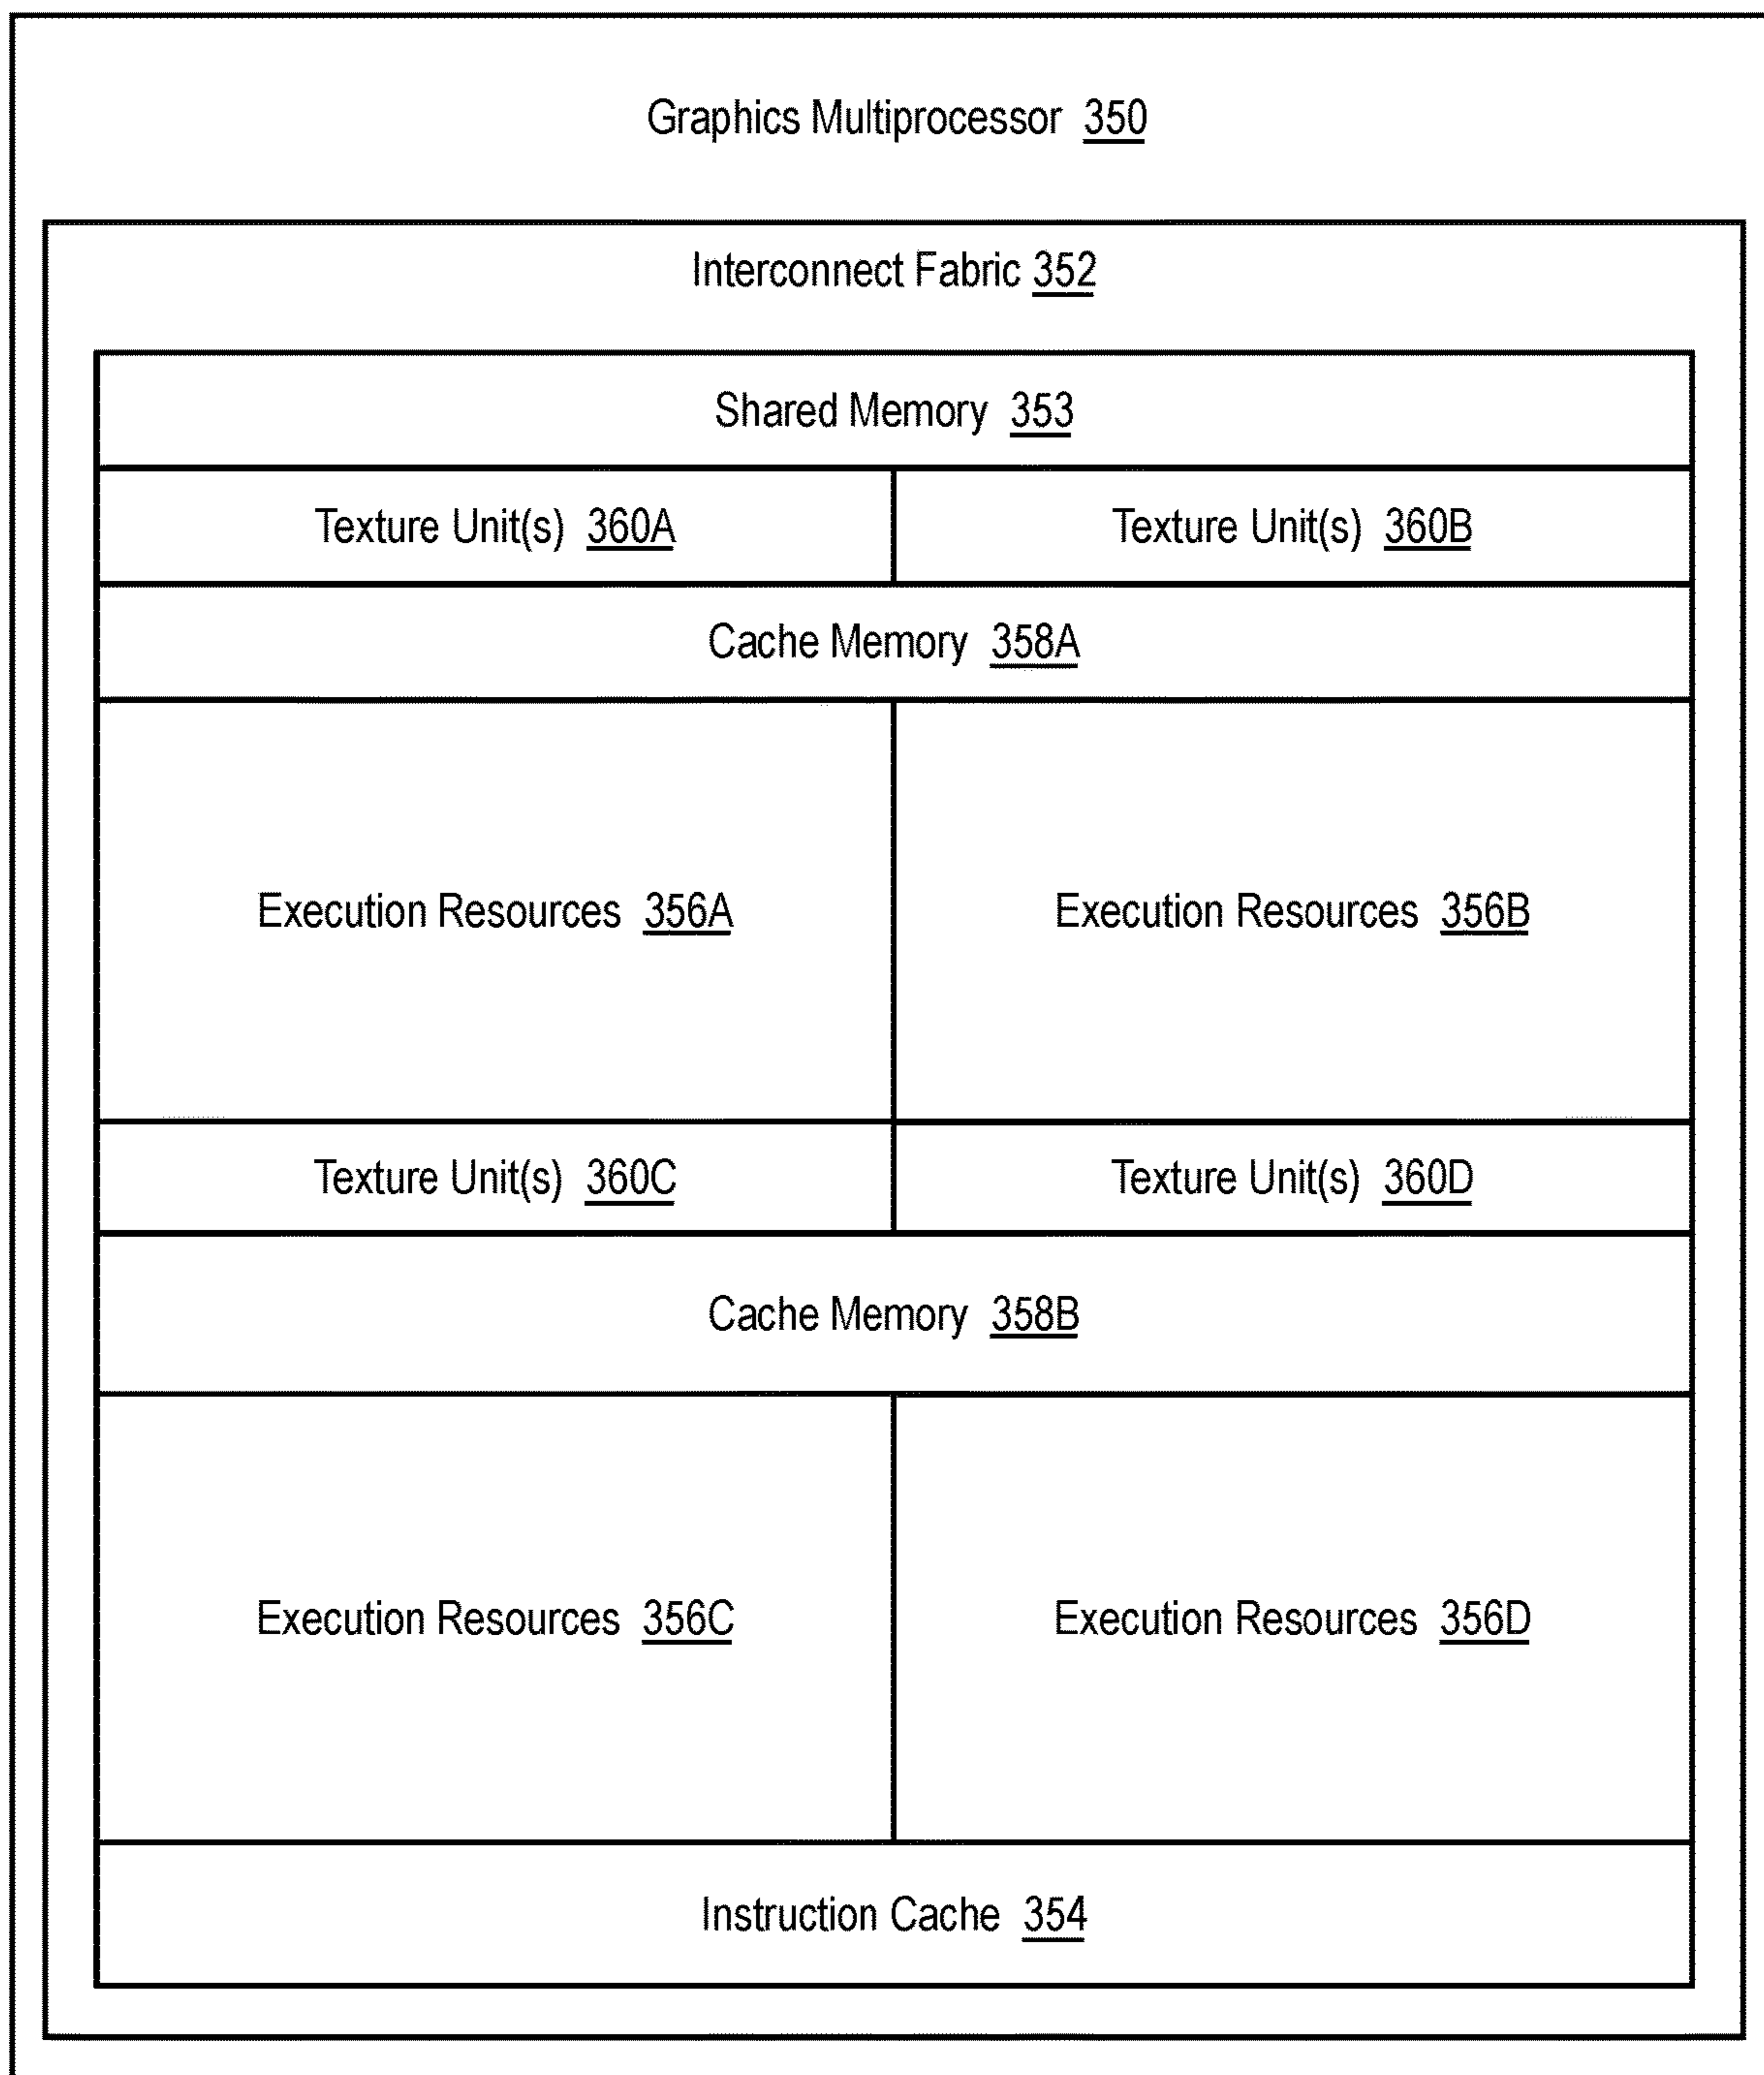 Graphics Multiprocessor 350
Interconnect Fabric 352
Shared Memory 353
Texture Unit(s) 360A
Texture Unit(s) 360B
Cache Memory 358A
Execution Resources 356A
Execution Resources 356B
Texture Unit(s) 360C
Texture Unit(s) 360D
Cache Memory 358B
Execution Resources 356C
Execution Resources 356D
Instruction Cache 354